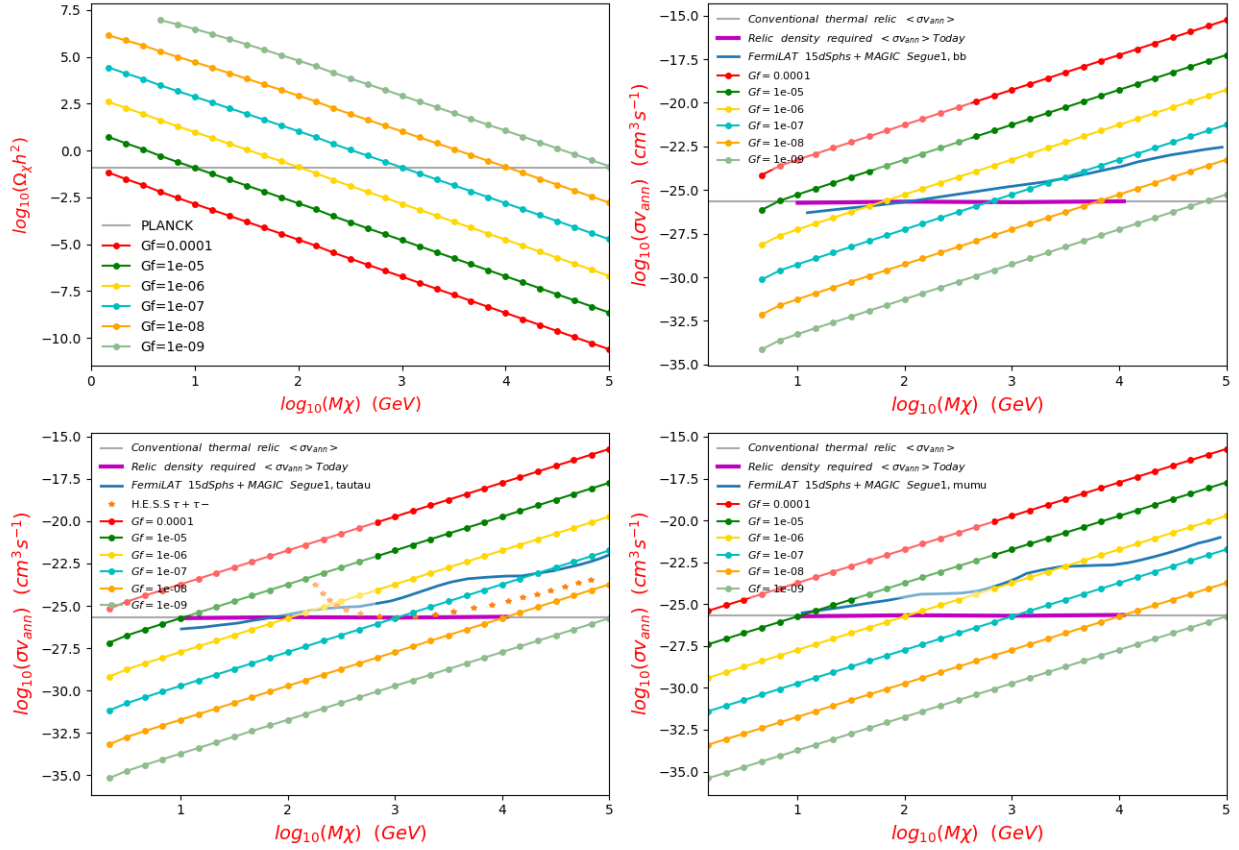 7.5
5.0
2.5
0.0
−2.5
−5.0
−7.5
−10.0
log10(Ωχh²)
PLANCK
Gf=0.0001
Gf=1e-05
Gf=1e-06
Gf=1e-07
Gf=1e-08
Gf=1e-09
0 1 2 3 4 5
log10(Mχ) (GeV)
−15.0
−17.5
−20.0
−22.5
−25.0
−27.5
−30.0
−32.5
−35.0
log10(σvann) (cm³s⁻¹)
Conventional thermal relic <σvann>
Relic density required <σvann> Today
FermiLAT 15dSphs+MAGIC Segue1, bb
Gf=0.0001
Gf=1e-05
Gf=1e-06
Gf=1e-07
Gf=1e-08
Gf=1e-09
1 2 3 4 5
log10(Mχ) (GeV)
−15.0
−17.5
−20.0
−22.5
−25.0
−27.5
−30.0
−32.5
−35.0
log10(σvann) (cm³s⁻¹)
Conventional thermal relic <σvann>
Relic density required <σvann> Today
FermiLAT 15dSphs+MAGIC Segue1, tautau
H.E.S.S τ+τ−
Gf=0.0001
Gf=1e-05
Gf=1e-06
Gf=1e-07
Gf=1e-08
Gf=1e-09
1 2 3 4 5
log10(Mχ) (GeV)
−15.0
−17.5
−20.0
−22.5
−25.0
−27.5
−30.0
−32.5
−35.0
log10(σvann) (cm³s⁻¹)
Conventional thermal relic <σvann>
Relic density required <σvann> Today
FermiLAT 15dSphs+MAGIC Segue1, mumu
Gf=0.0001
Gf=1e-05
Gf=1e-06
Gf=1e-07
Gf=1e-08
Gf=1e-09
1 2 3 4 5
log10(Mχ) (GeV)